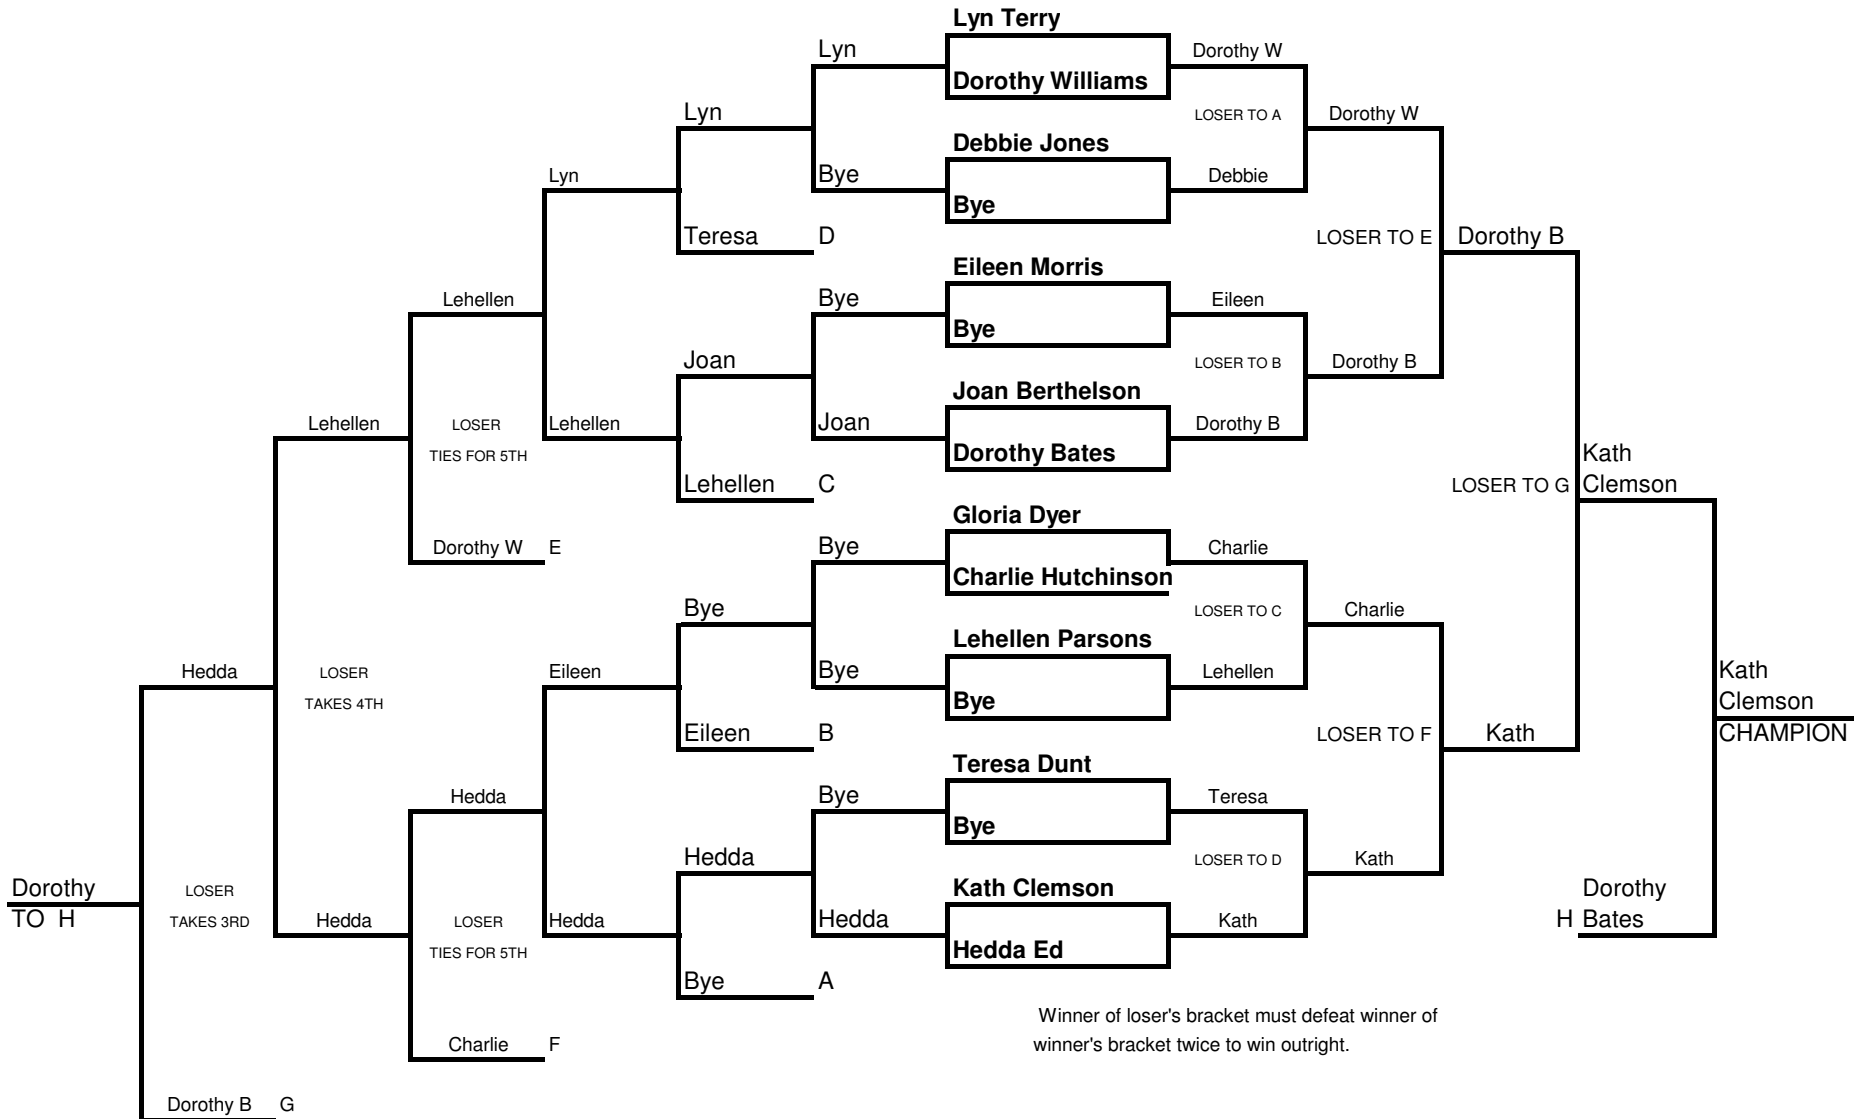 Lyn Terry
Lyn
Dorothy W
Dorothy Williams
Lyn
LOSER TO A
Dorothy W
Debbie Jones
Lyn
Bye
Debbie
Bye
Teresa
D
LOSER TO E
Dorothy B
Eileen Morris
Lehellen
Bye
Eileen
Bye
Joan
LOSER TO B
Dorothy B
Joan Berthelson
Lehellen
LOSER
Lehellen
Joan
Dorothy B
TIES FOR 5TH
Dorothy Bates
Kath
Lehellen
C
LOSER TO G
Clemson
Gloria Dyer
Dorothy W
E
Bye
Charlie
Charlie Hutchinson
Bye
LOSER TO C
Charlie
Lehellen Parsons
Hedda
LOSER
Eileen
Bye
Lehellen
Kath
TAKES 4TH
Bye
Clemson
Eileen
B
LOSER TO F
Kath
CHAMPION
Teresa Dunt
Hedda
Bye
Teresa
Bye
Hedda
LOSER TO D
Kath
Dorothy
LOSER
Kath Clemson
Dorothy
TO H
TAKES 3RD
Hedda
LOSER
Hedda
Hedda
Kath
H
Bates
TIES FOR 5TH
Hedda Ed
Bye
A
Winner of loser's bracket must defeat winner of
winner's bracket twice to win outright.
Charlie
F
Dorothy B
G